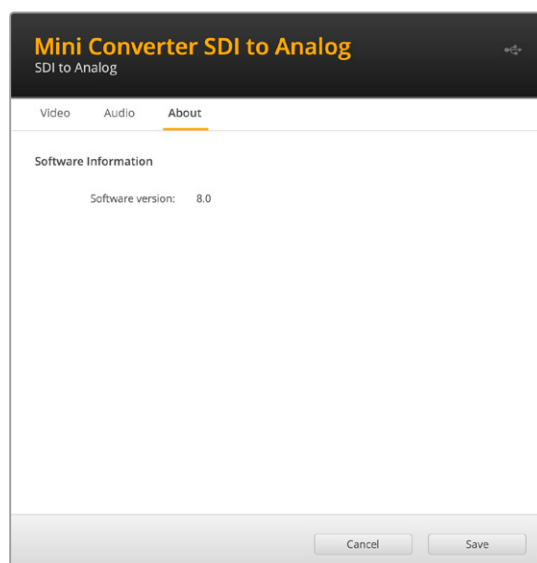 Mini Converter SDI to Analog
SDI to Analog
Video Audio About
Software Information
Software version: 8.0
Cancel Save